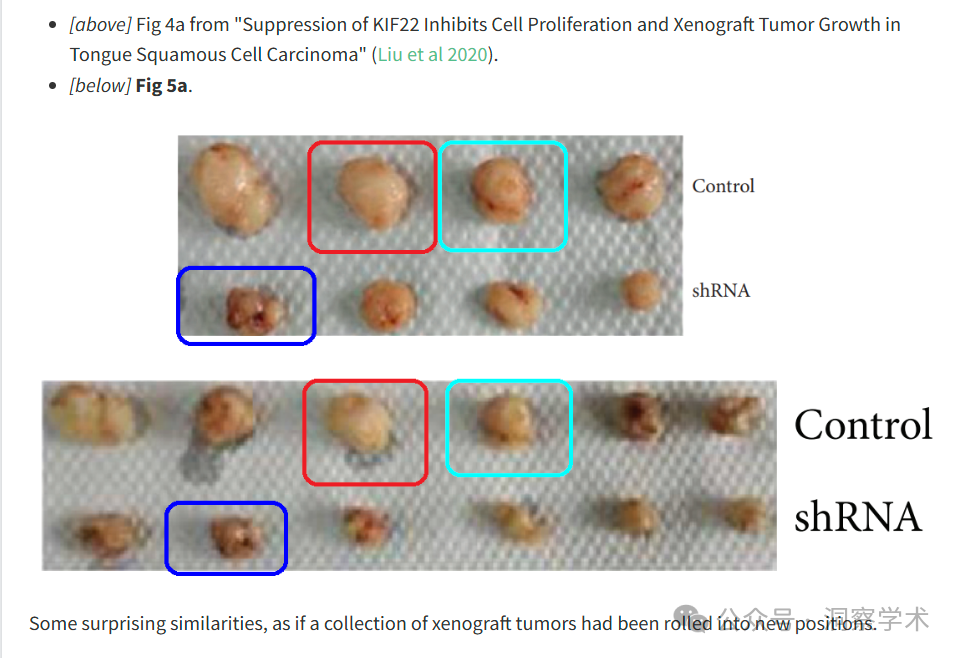 [above] Fig 4a from "Suppression of KIF22 Inhibits Cell Proliferation and Xenograft Tumor Growth in
Tongue Squamous Cell Carcinoma" (Liu et al 2020).
[below] Fig 5a.
Control
shRNA
Control
shRNA
Some surprising similarities, as if a collection of xenograft tumors had been rolled into new positions.
公众号 · 洞察学术